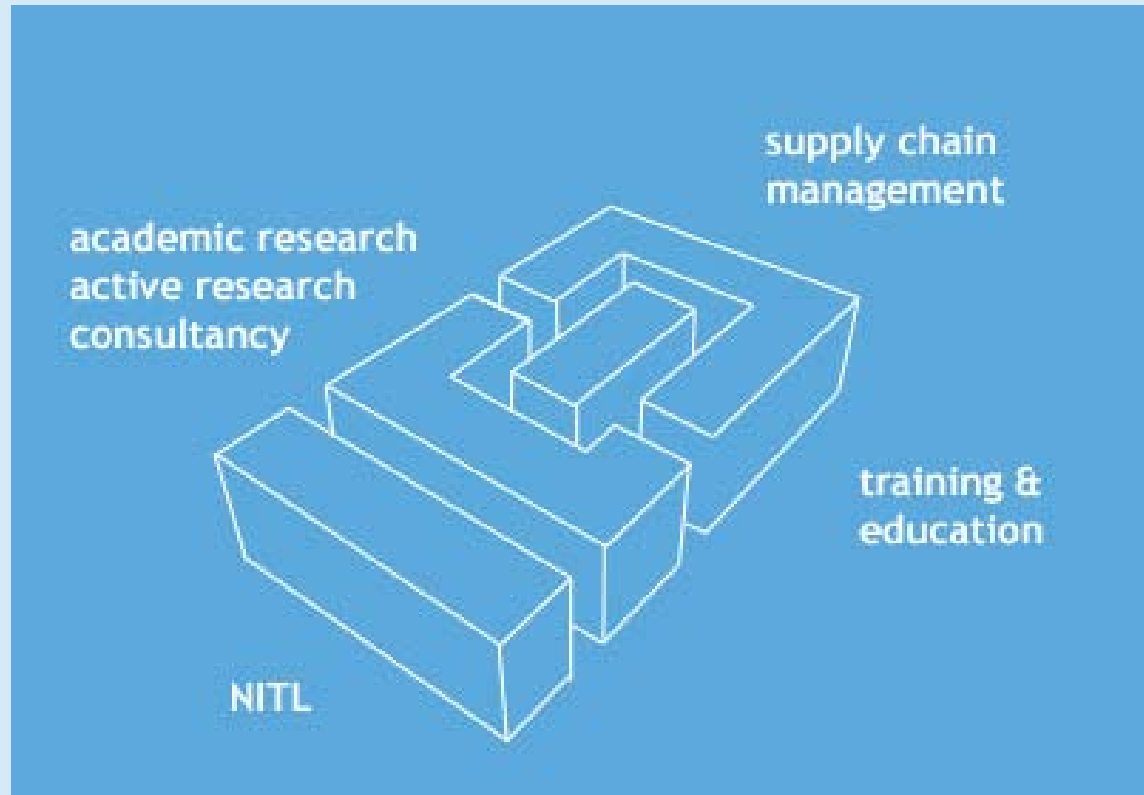 supply chain
management
academic research
active research
consultancy
training &
education
NITL